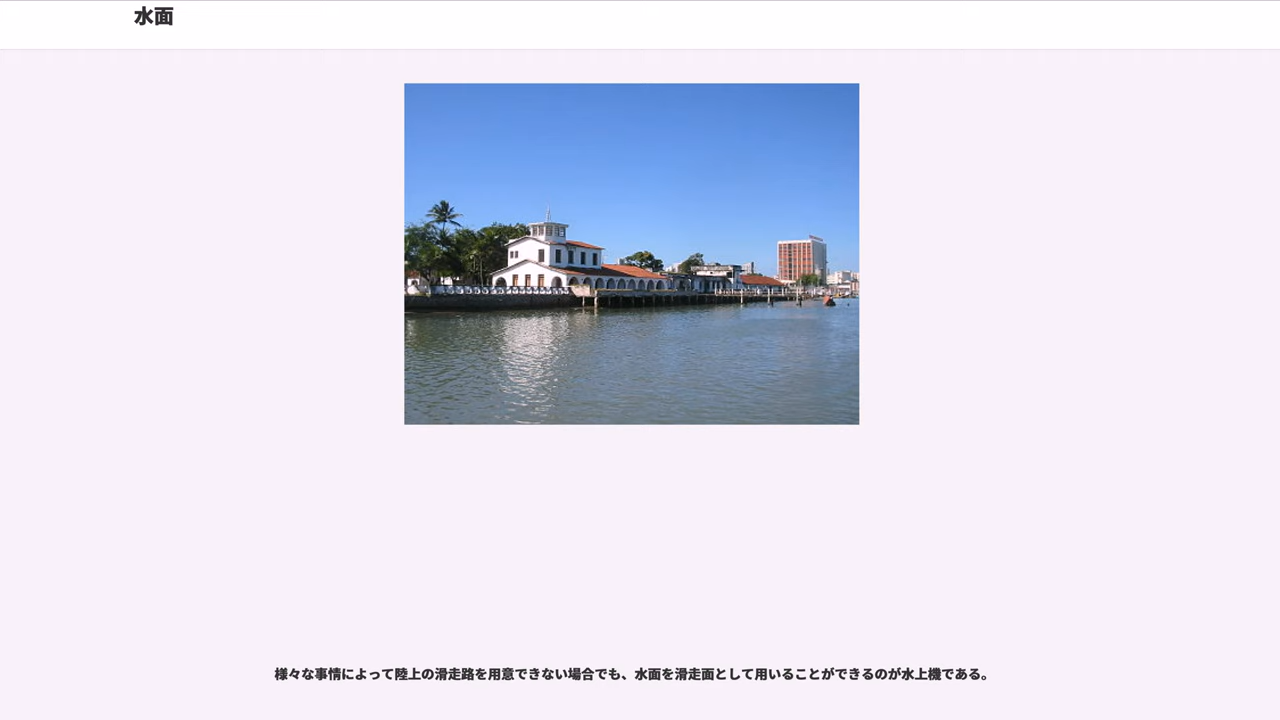 水面
様々な事情によって陸上の滑走路を用意できない場合でも、水面を滑走面として用いることができるのが水上機である。